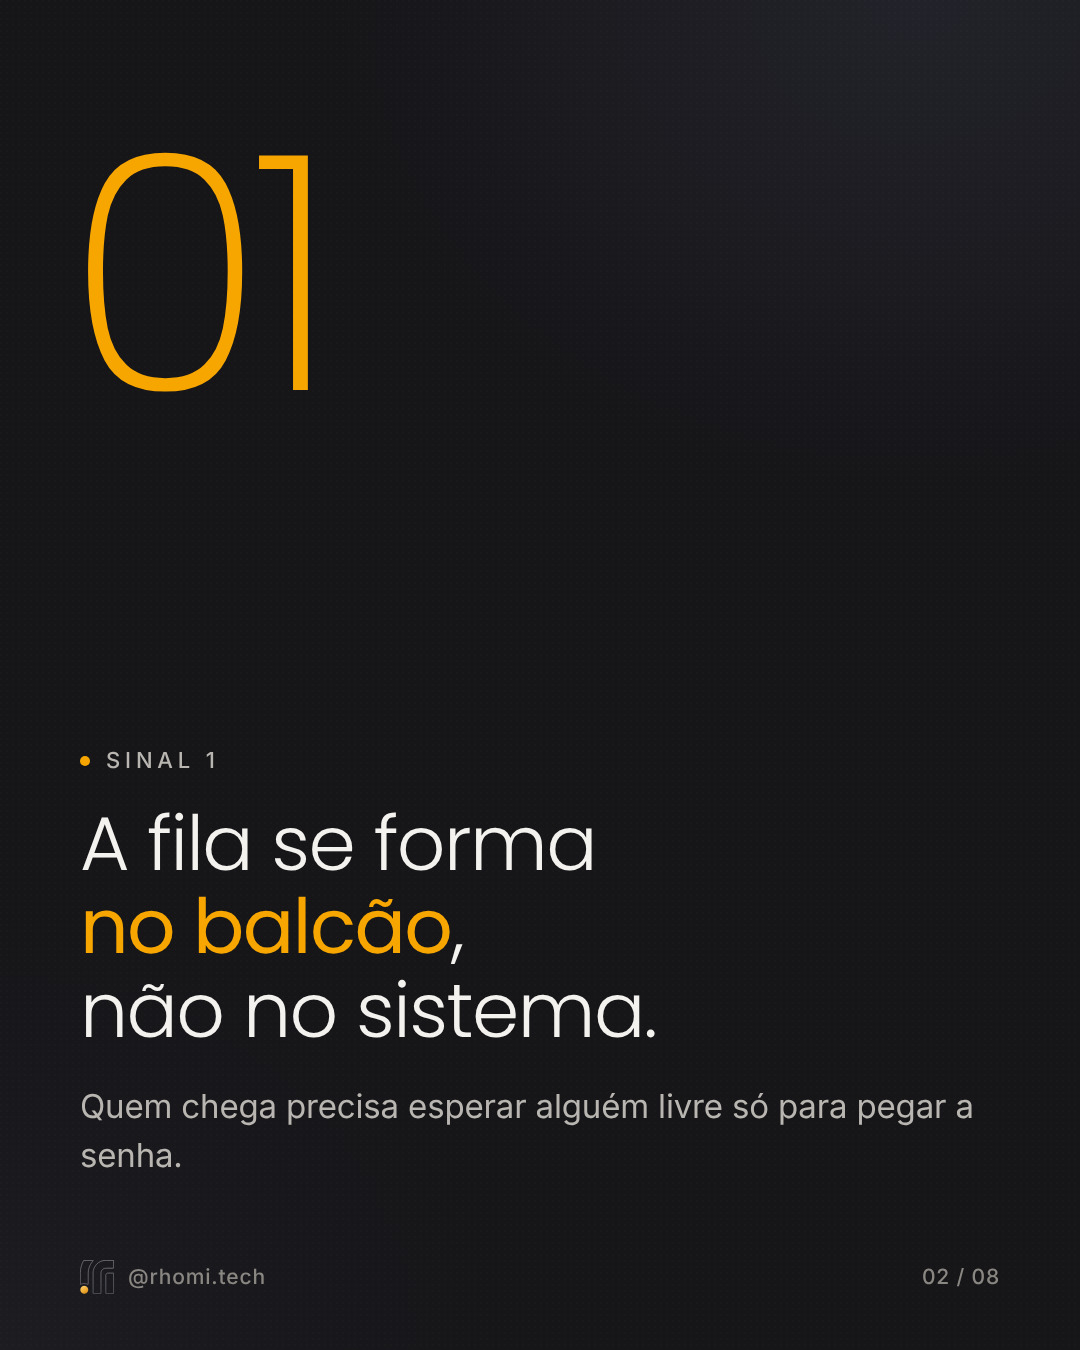 01
SINAL 1
A fila se forma
no balcão,
não no sistema.
Quem chega precisa esperar alguém livre só para pegar a
senha.
@rhomi.tech
02 / 08